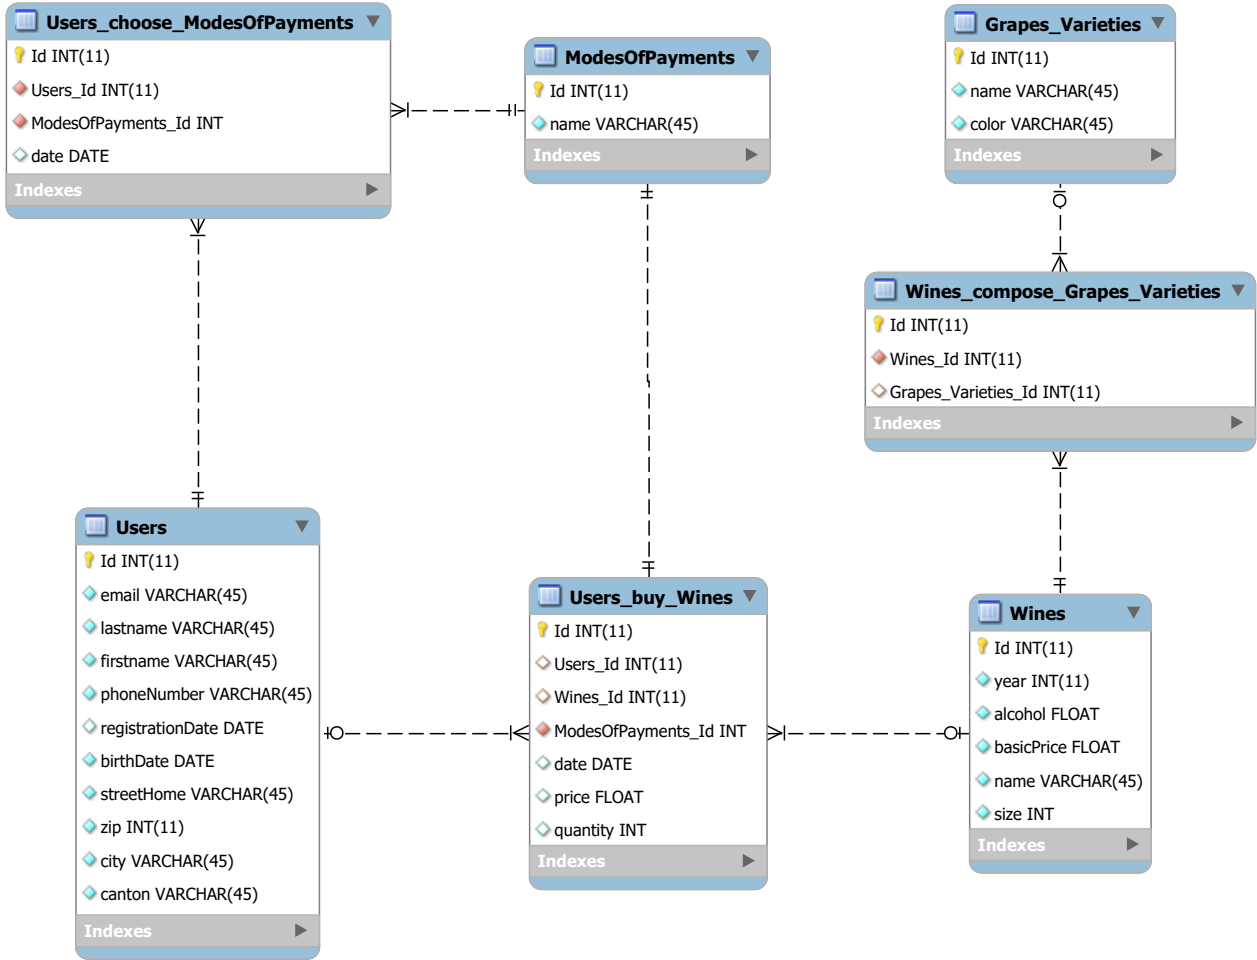 Users_choose_ModesOfPayments
Id INT(11)
Users_Id INT(11)
ModesOfPayments_Id INT
date DATE
Indexes
ModesOfPayments
Id INT(11)
name VARCHAR(45)
Indexes
Grapes_Varieties
Id INT(11)
name VARCHAR(45)
color VARCHAR(45)
Indexes
Wines_compose_Grapes_Varieties
Id INT(11)
Wines_Id INT(11)
Grapes_Varieties_Id INT(11)
Indexes
Users
Id INT(11)
email VARCHAR(45)
lastname VARCHAR(45)
firstname VARCHAR(45)
phoneNumber VARCHAR(45)
registrationDate DATE
birthDate DATE
streetHome VARCHAR(45)
zip INT(11)
city VARCHAR(45)
canton VARCHAR(45)
Indexes
Users_buy_Wines
Id INT(11)
Users_Id INT(11)
Wines_Id INT(11)
ModesOfPayments_Id INT
date DATE
price FLOAT
quantity INT
Indexes
Wines
Id INT(11)
year INT(11)
alcohol FLOAT
basicPrice FLOAT
name VARCHAR(45)
size INT
Indexes